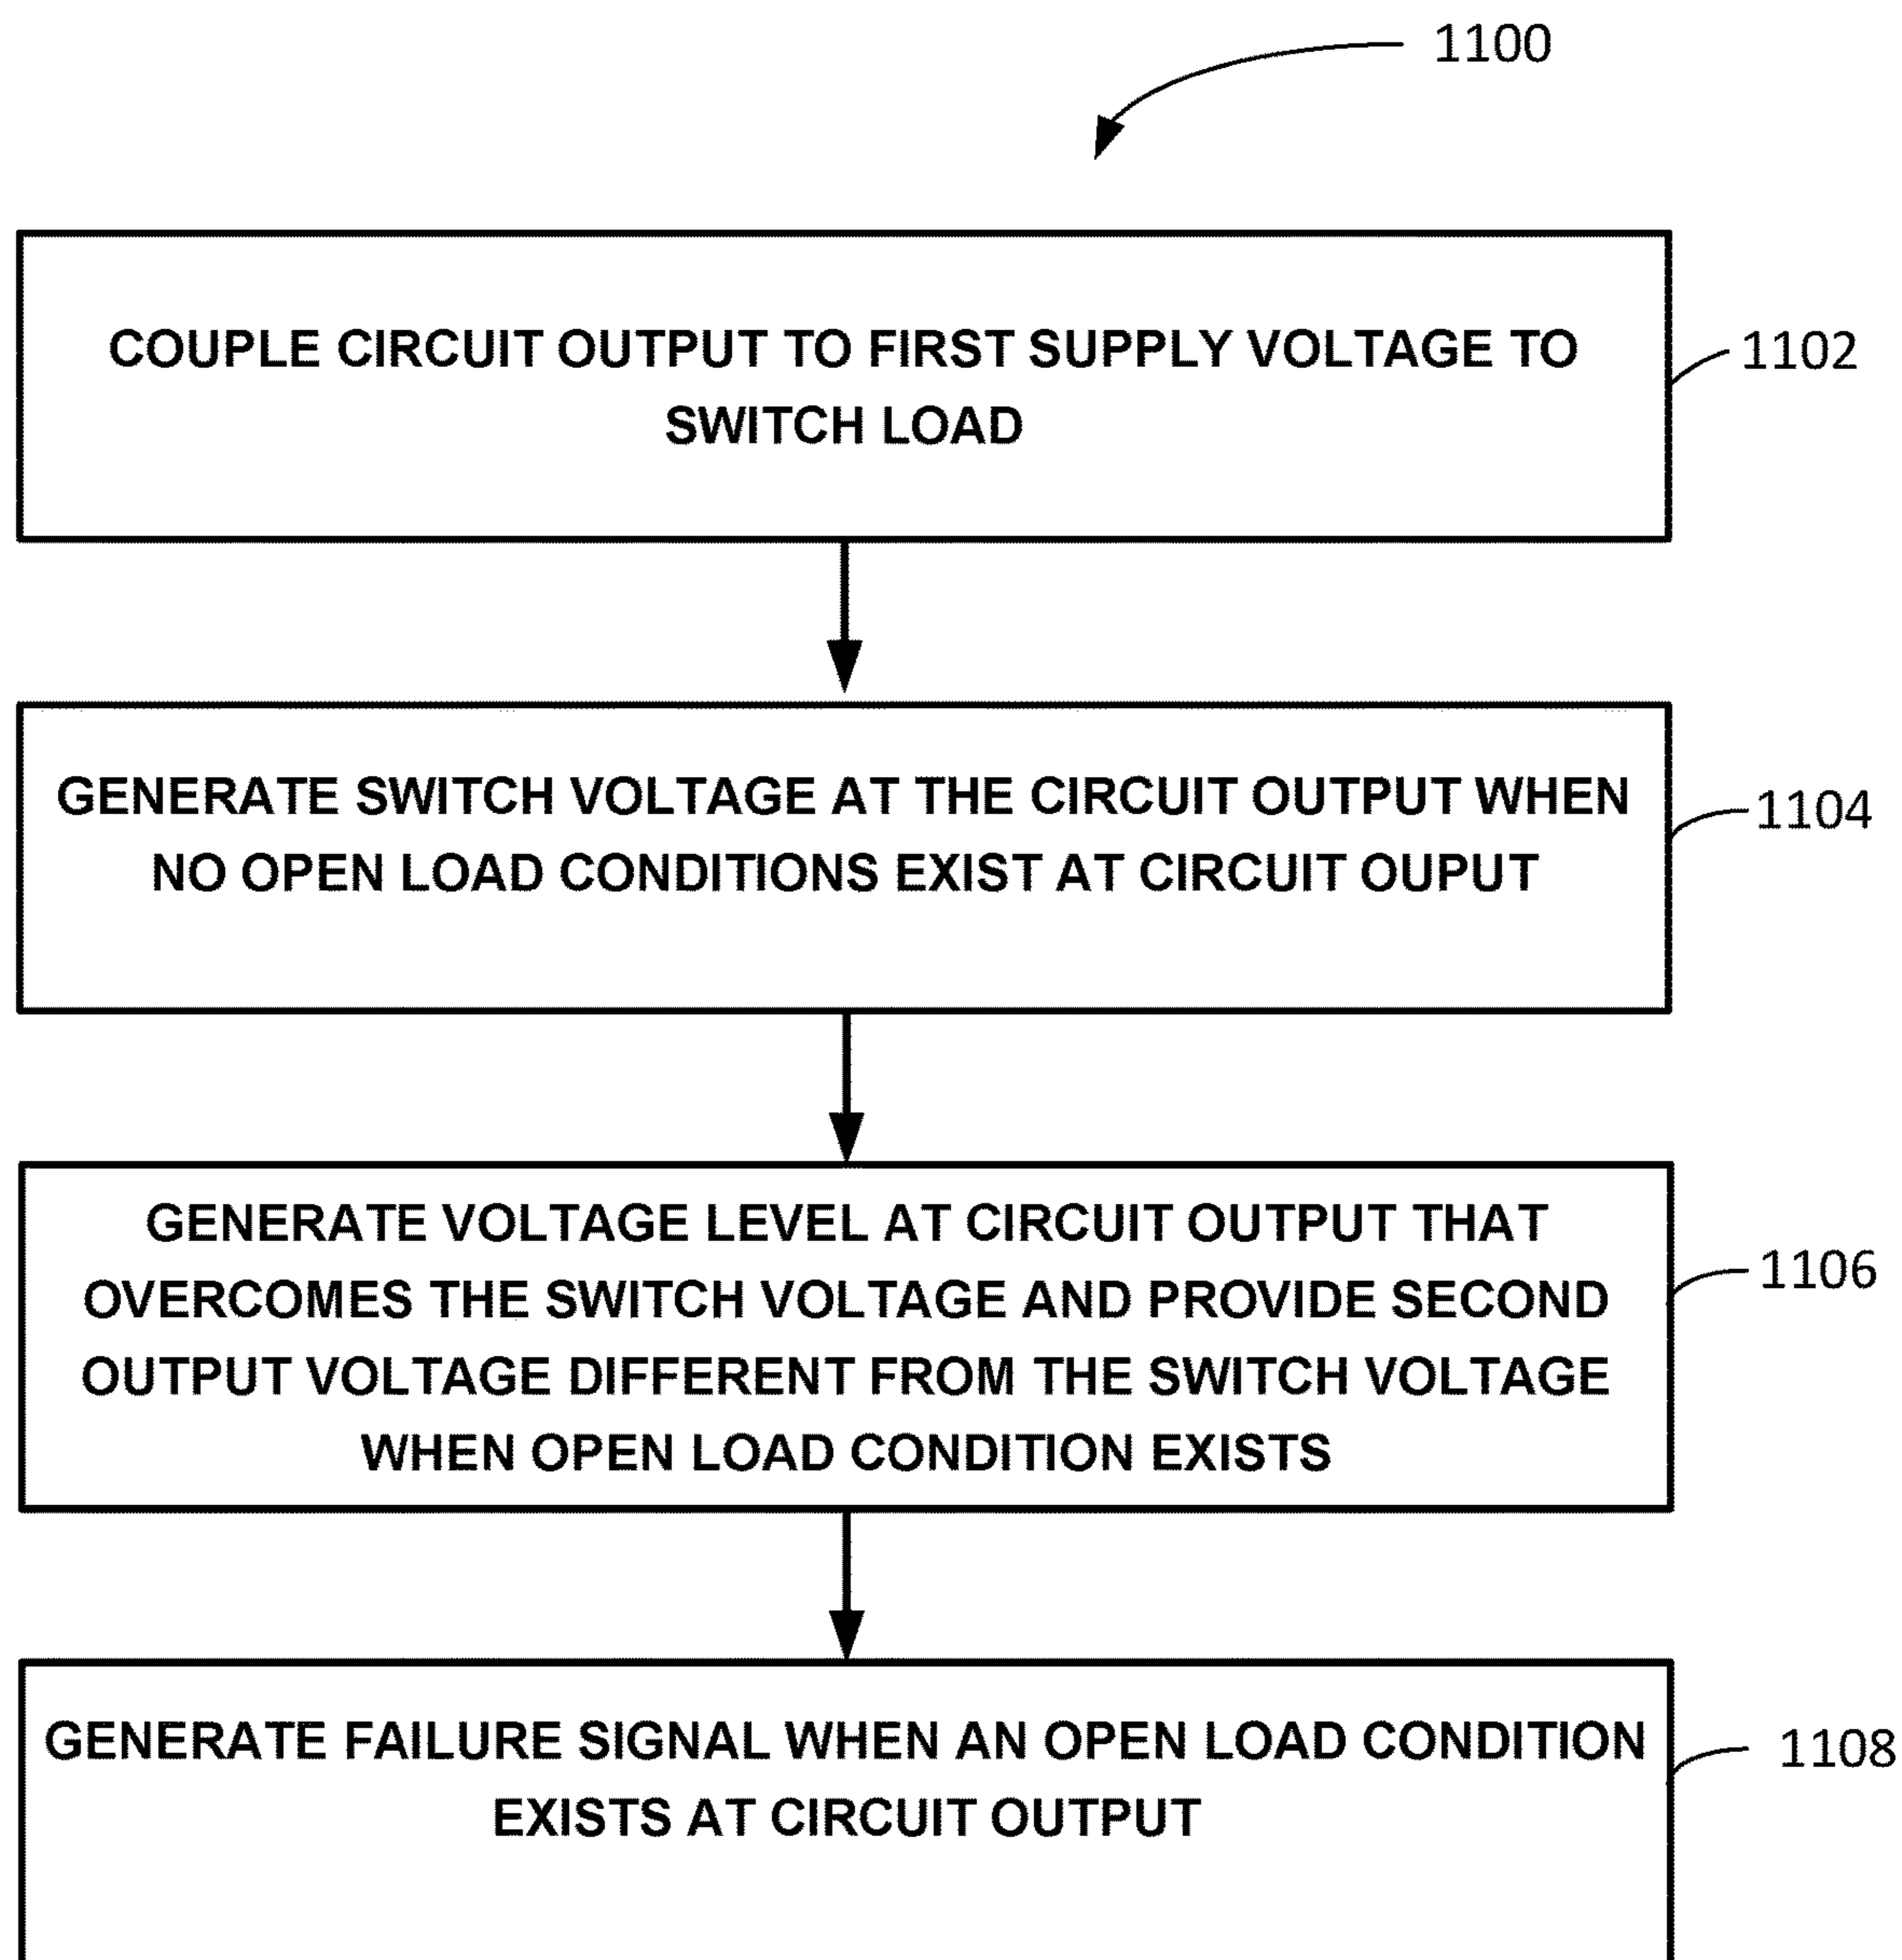 1100
COUPLE CIRCUIT OUTPUT TO FIRST SUPPLY VOLTAGE TO
SWITCH LOAD
1102
GENERATE SWITCH VOLTAGE AT THE CIRCUIT OUTPUT WHEN
NO OPEN LOAD CONDITIONS EXIST AT CIRCUIT OUPUT
1104
GENERATE VOLTAGE LEVEL AT CIRCUIT OUTPUT THAT
OVERCOMES THE SWITCH VOLTAGE AND PROVIDE SECOND
OUTPUT VOLTAGE DIFFERENT FROM THE SWITCH VOLTAGE
WHEN OPEN LOAD CONDITION EXISTS
1106
GENERATE FAILURE SIGNAL WHEN AN OPEN LOAD CONDITION
EXISTS AT CIRCUIT OUTPUT
1108